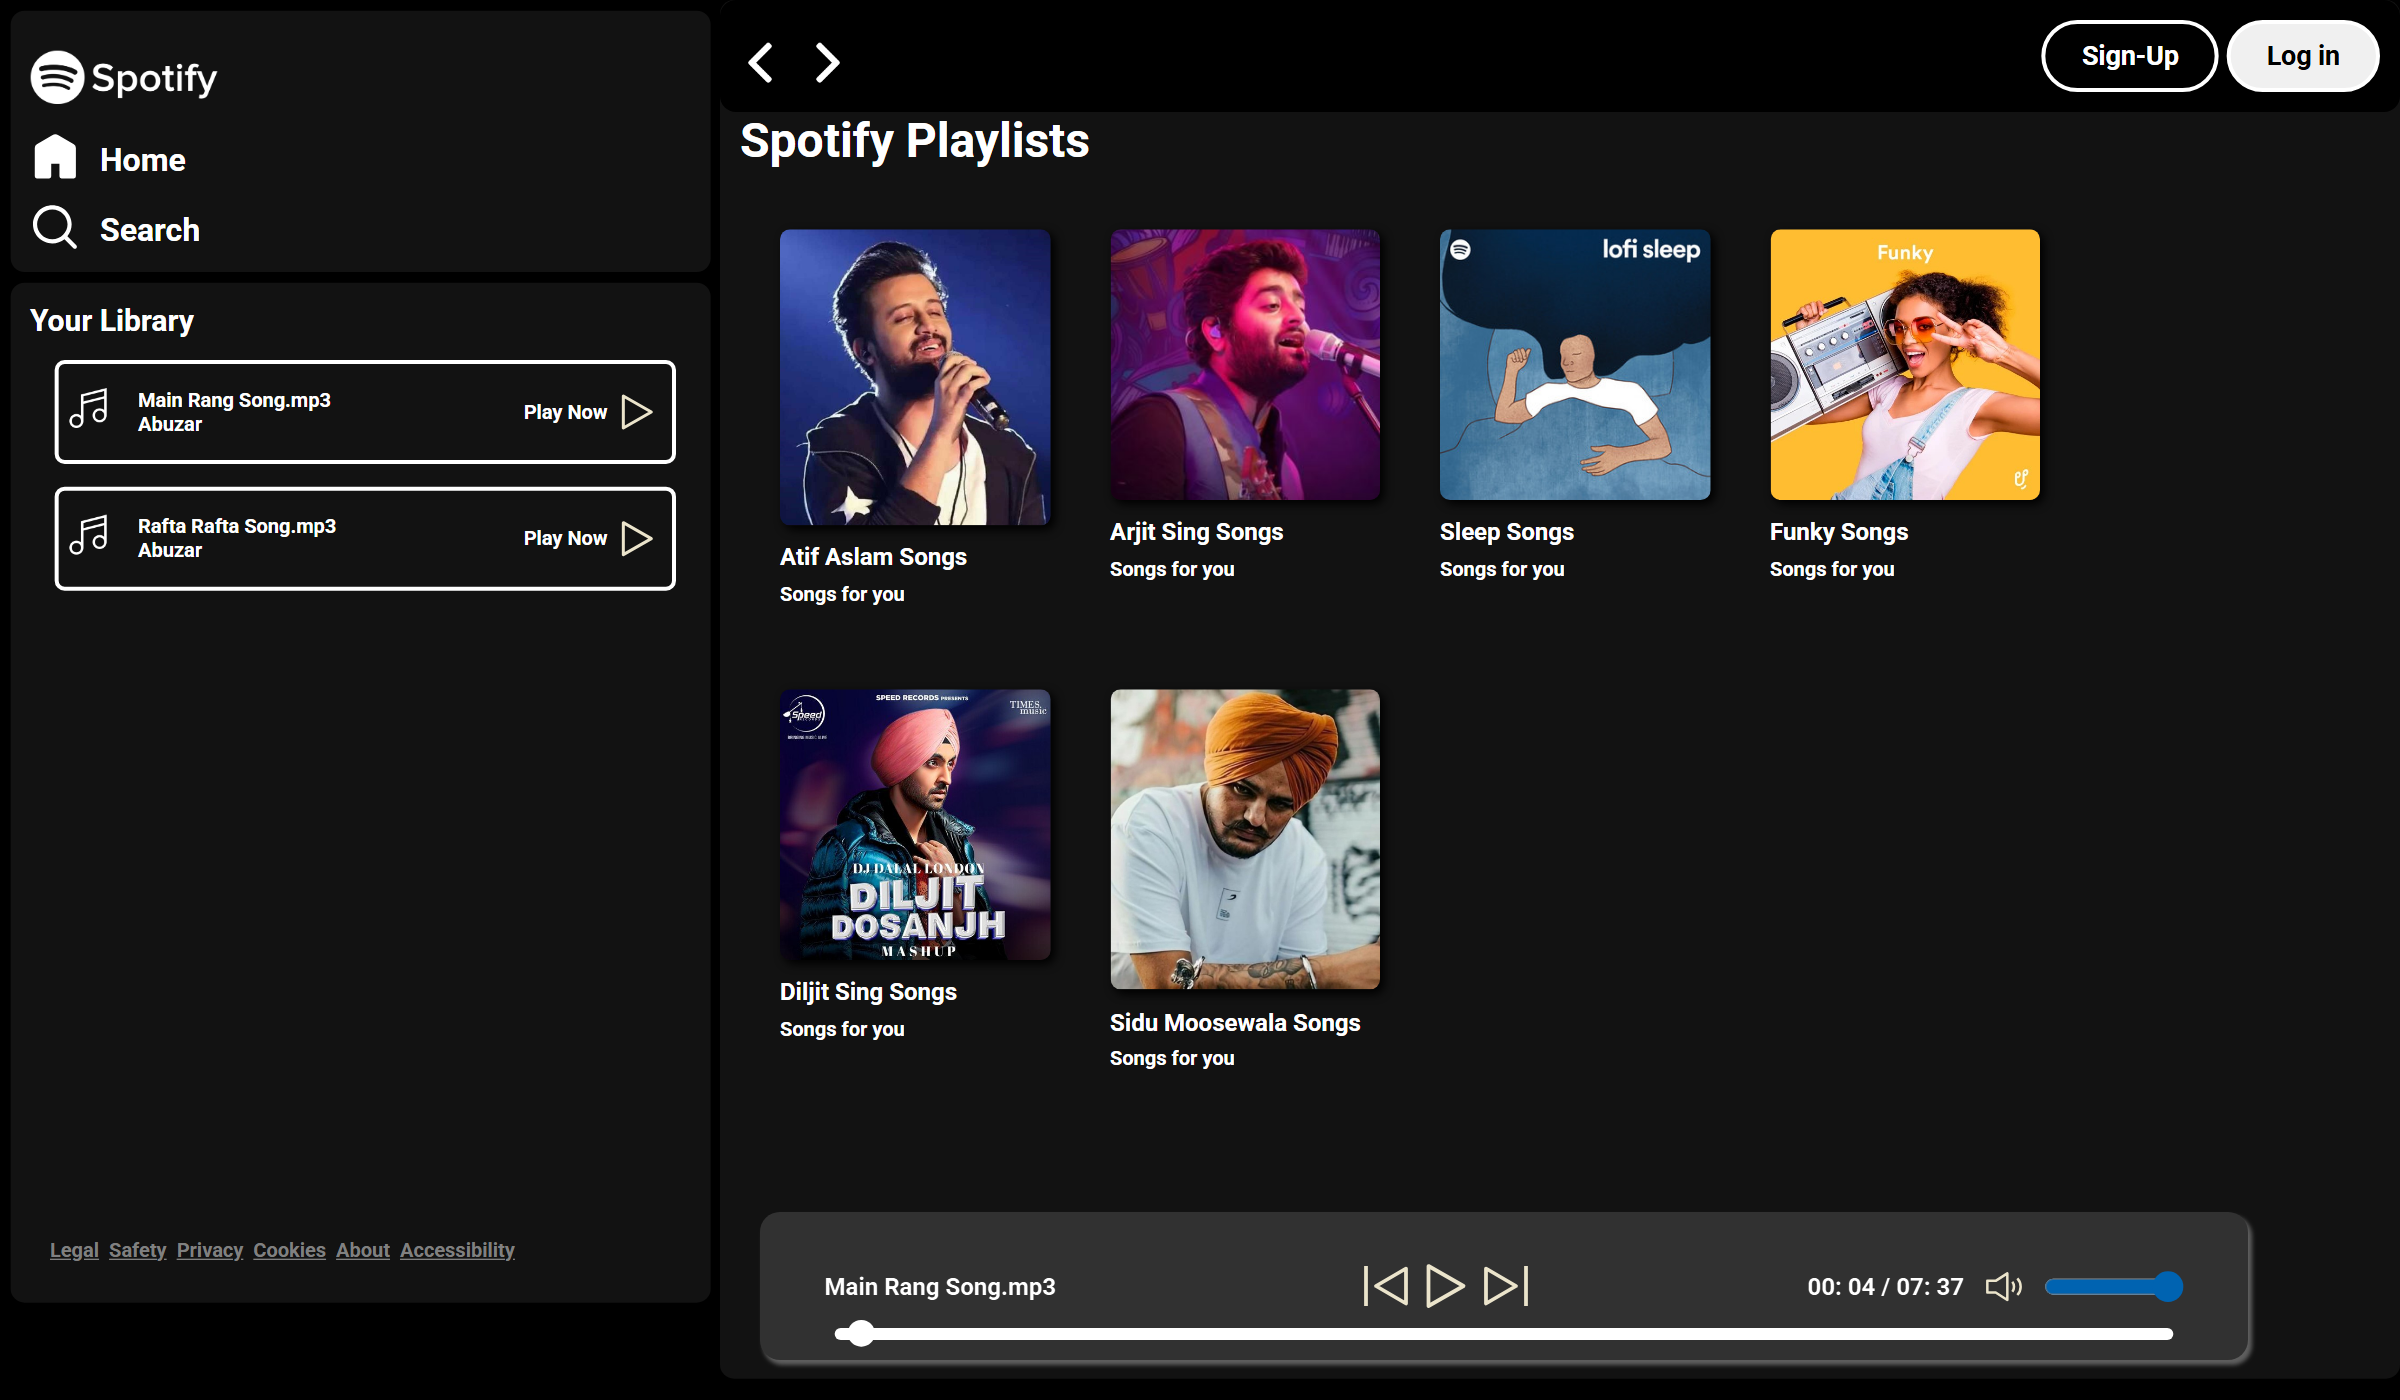 Spotify
Home
Search
Your Library
Main Rang Song.mp3
Abuzar
Play Now
Rafta Rafta Song.mp3
Abuzar
Play Now
Legal Safety Privacy Cookies About Accessibility
Sign-Up
Log in
Spotify Playlists
Atif Aslam Songs
Songs for you
Arjit Sing Songs
Songs for you
lofi sleep
Sleep Songs
Songs for you
Funky
Funky Songs
Songs for you
Speed
SPEED RECORDS PRESENTS
TIMES
music
DJ DALAL LONDON
DILJIT
DOSANJH
MASHUP
Diljit Sing Songs
Songs for you
Sidu Moosewala Songs
Songs for you
Main Rang Song.mp3
00: 04 / 07: 37